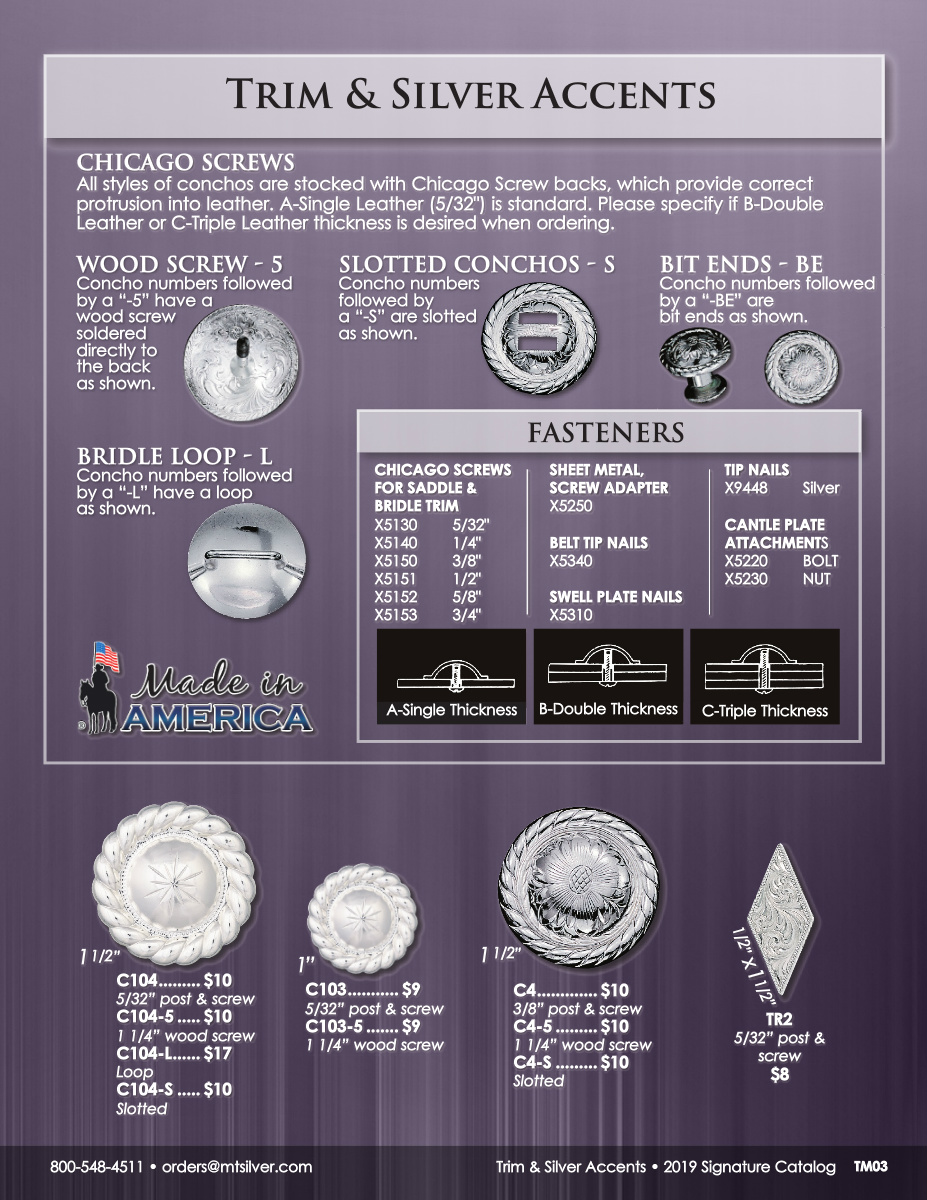 TRIM & SILVER ACCENTS
CHICAGO SCREWS
All styles of conchos are stocked with Chicago Screw backs, which provide correct
protrusion into leather. A-Single Leather (5/32") is standard. Please specify if B-Double
Leather or C-Triple Leather thickness is desired when ordering.
WOOD SCREW - 5
Concho numbers followed
by a “-5” have a
wood screw
soldered
directly to
the back
as shown.
SLOTTED CONCHOS - S
Concho numbers
followed by
a “-S” are slotted
as shown.
BIT ENDS - BE
Concho numbers followed
by a “-BE” are
bit ends as shown.
BRIDLE LOOP - L
Concho numbers followed
by a “-L” have a loop
as shown.
FASTENERS
CHICAGO SCREWS
FOR SADDLE &
BRIDLE TRIM
X5130 5/32"
X5140 1/4"
X5150 3/8"
X5151 1/2"
X5152 5/8"
X5153 3/4"
SHEET METAL,
SCREW ADAPTER
X5250
BELT TIP NAILS
X5340
SWELL PLATE NAILS
X5310
TIP NAILS
X9448 Silver
CANTLE PLATE
ATTACHMENTS
X5220 BOLT
X5230 NUT
A-Single Thickness
B-Double Thickness
C-Triple Thickness
Made in
AMERICA
®
1 1/2”
C104......... $10
5/32” post & screw
C104-5 ..... $10
1 1/4” wood screw
C104-L...... $17
Loop
C104-S ..... $10
Slotted
1”
C103........... $9
5/32” post & screw
C103-5 ....... $9
1 1/4” wood screw
1 1/2”
C4............. $10
3/8” post & screw
C4-5 ......... $10
1 1/4” wood screw
C4-S ......... $10
Slotted
1/2” X 1 1/2”
TR2
5/32” post &
screw
$8
800-548-4511 • orders@mtsilver.com
Trim & Silver Accents • 2019 Signature Catalog TM03